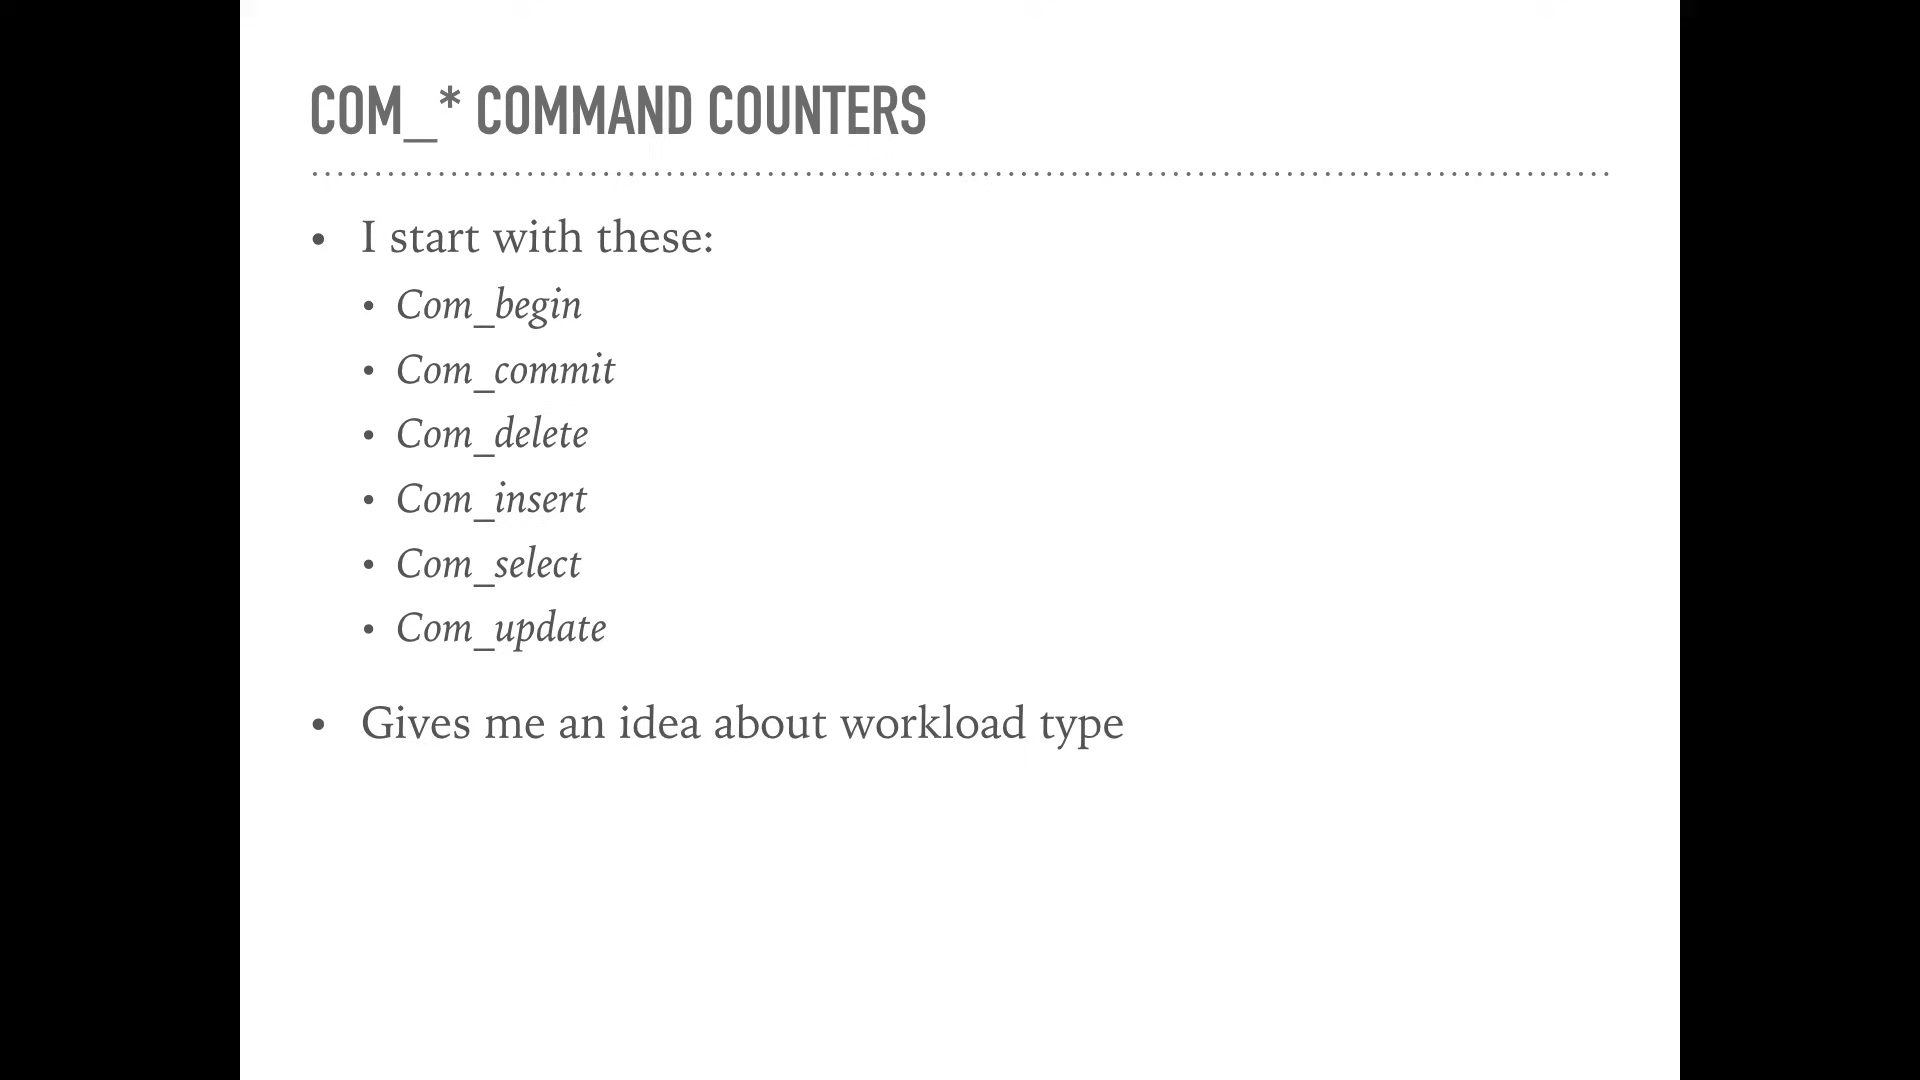 COM_* COMMAND COUNTERS
• I start with these:
• Com_begin
• Com_commit
• Com_delete
• Com_insert
• Com_select
• Com_update
• Gives me an idea about workload type